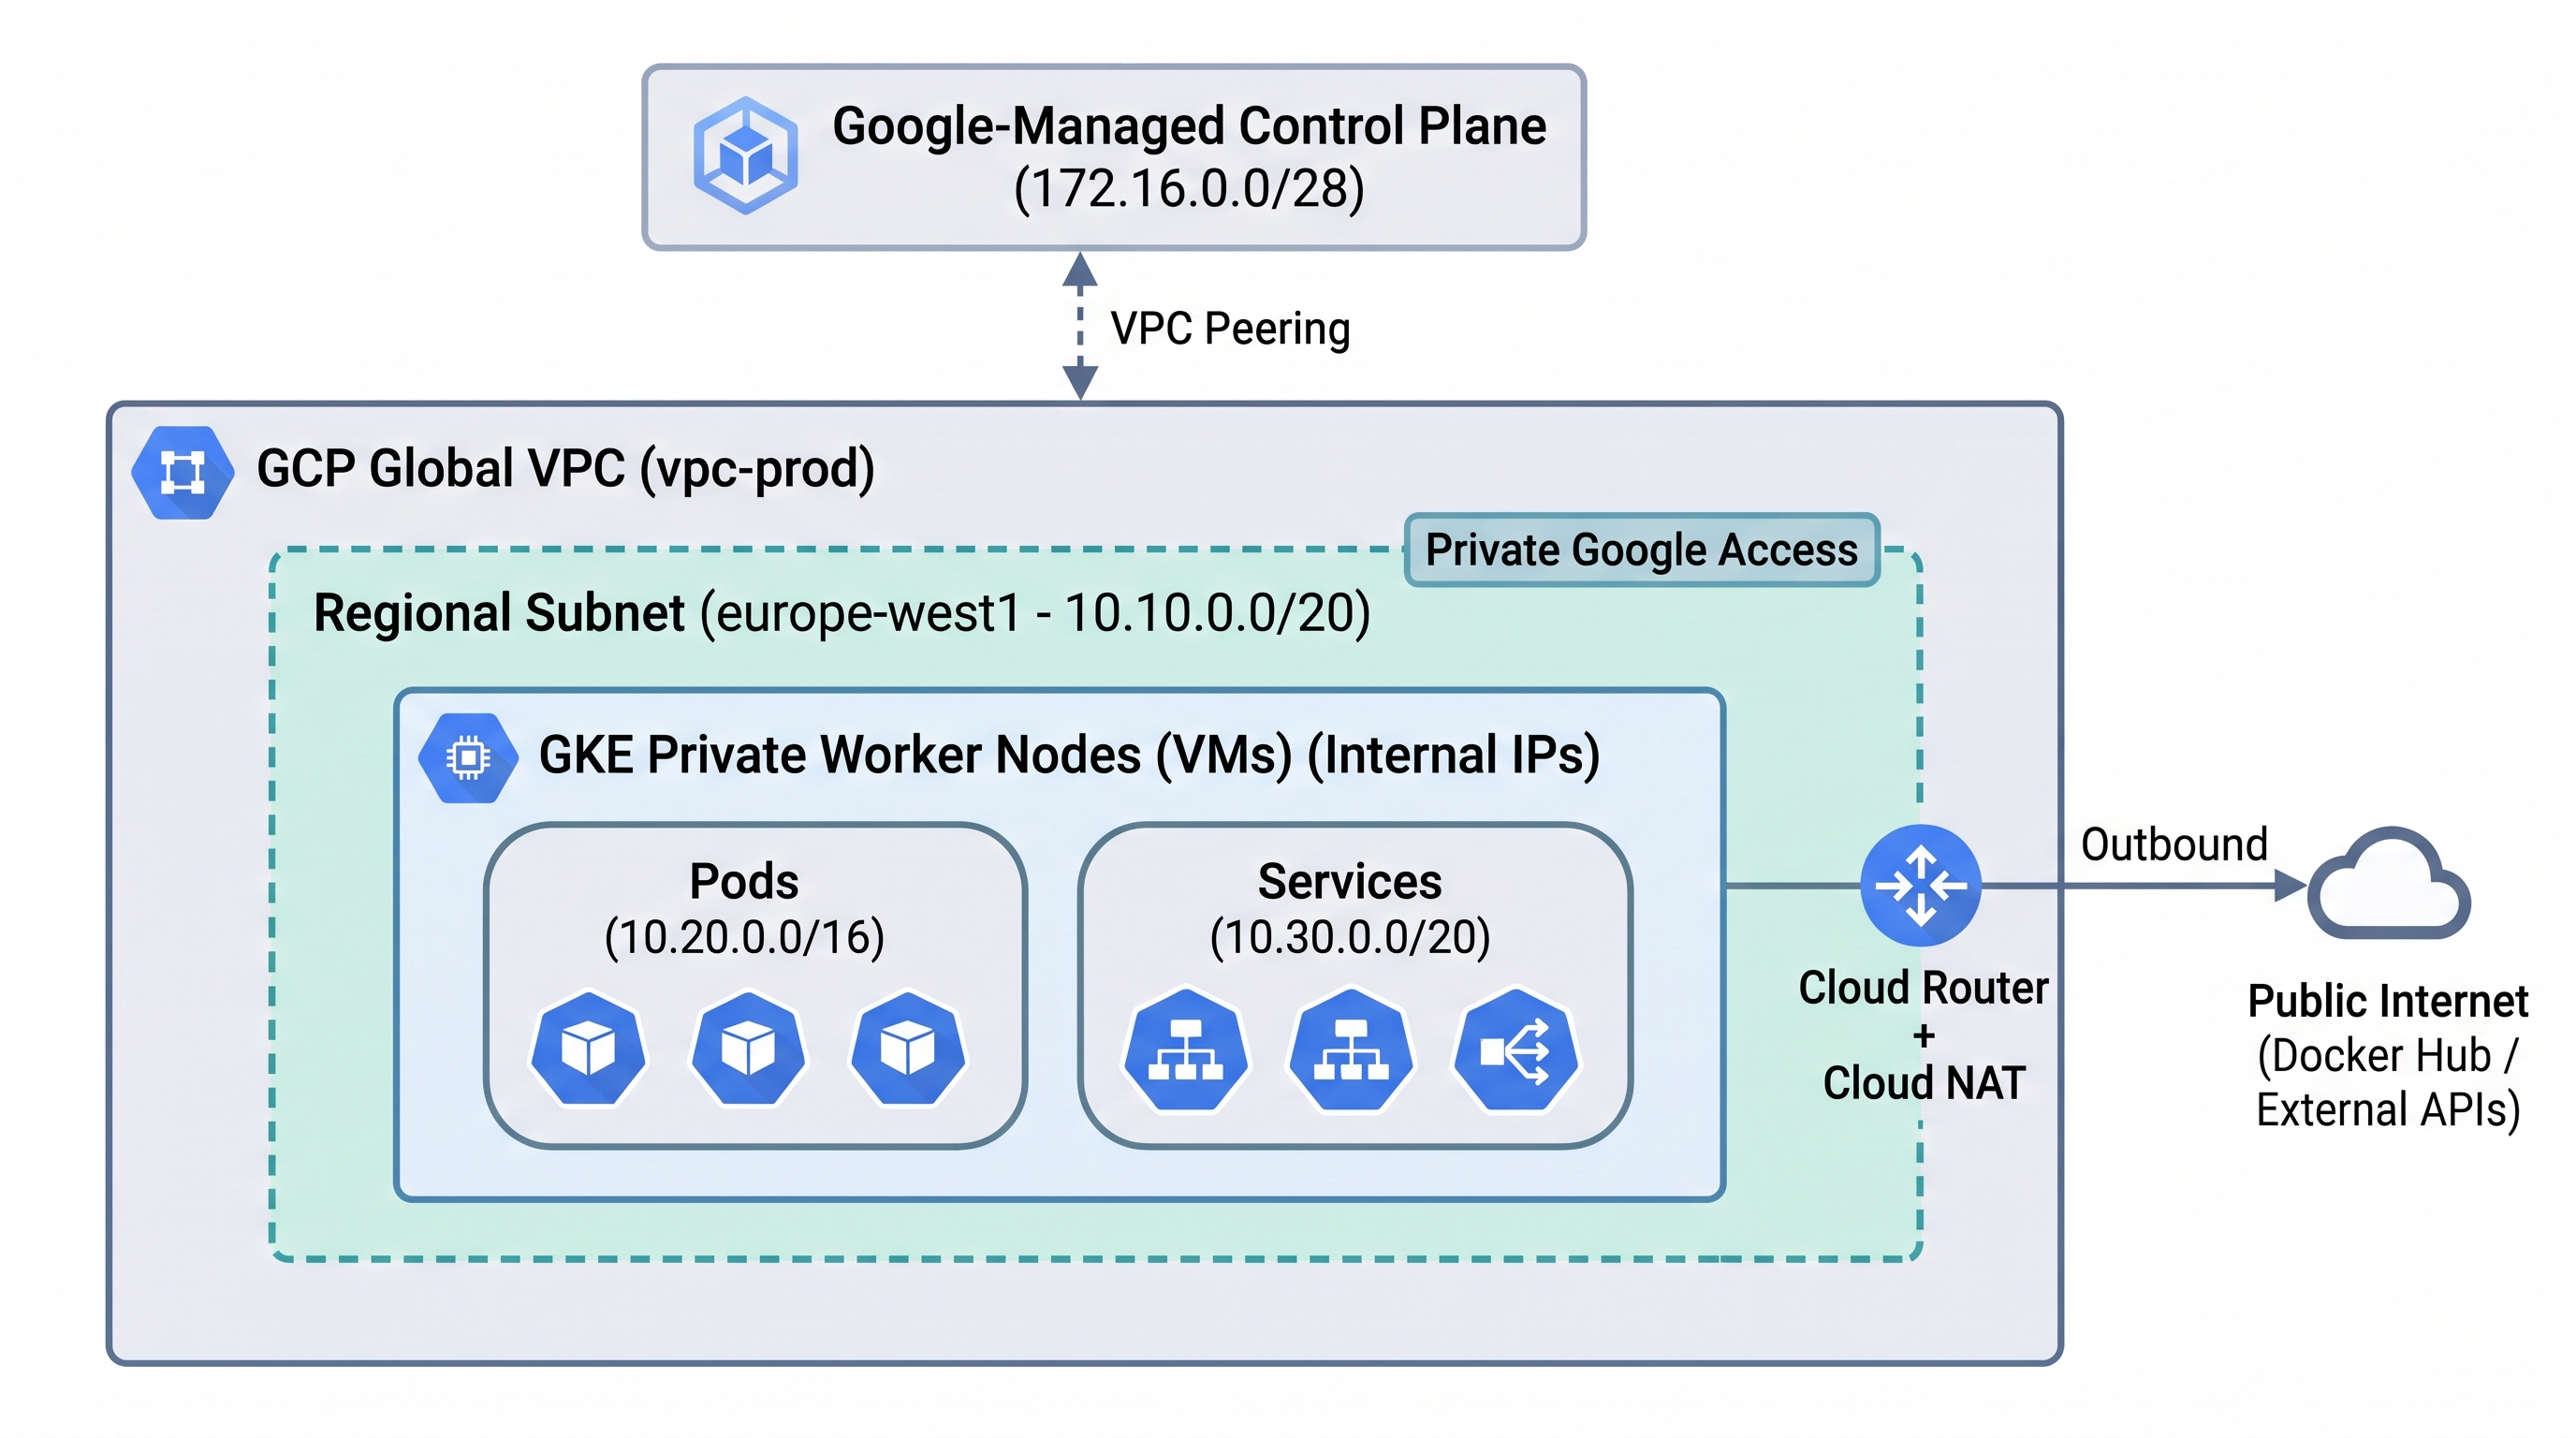 Google-Managed Control Plane
(172.16.0.0/28)
VPC Peering
GCP Global VPC (vpc-prod)
Private Google Access
Regional Subnet (europe-west1 - 10.10.0.0/20)
GKE Private Worker Nodes (VMs) (Internal IPs)
Pods
(10.20.0.0/16)
Services
(10.30.0.0/20)
Cloud Router
+
Cloud NAT
Outbound
Public Internet
(Docker Hub /
External APIs)